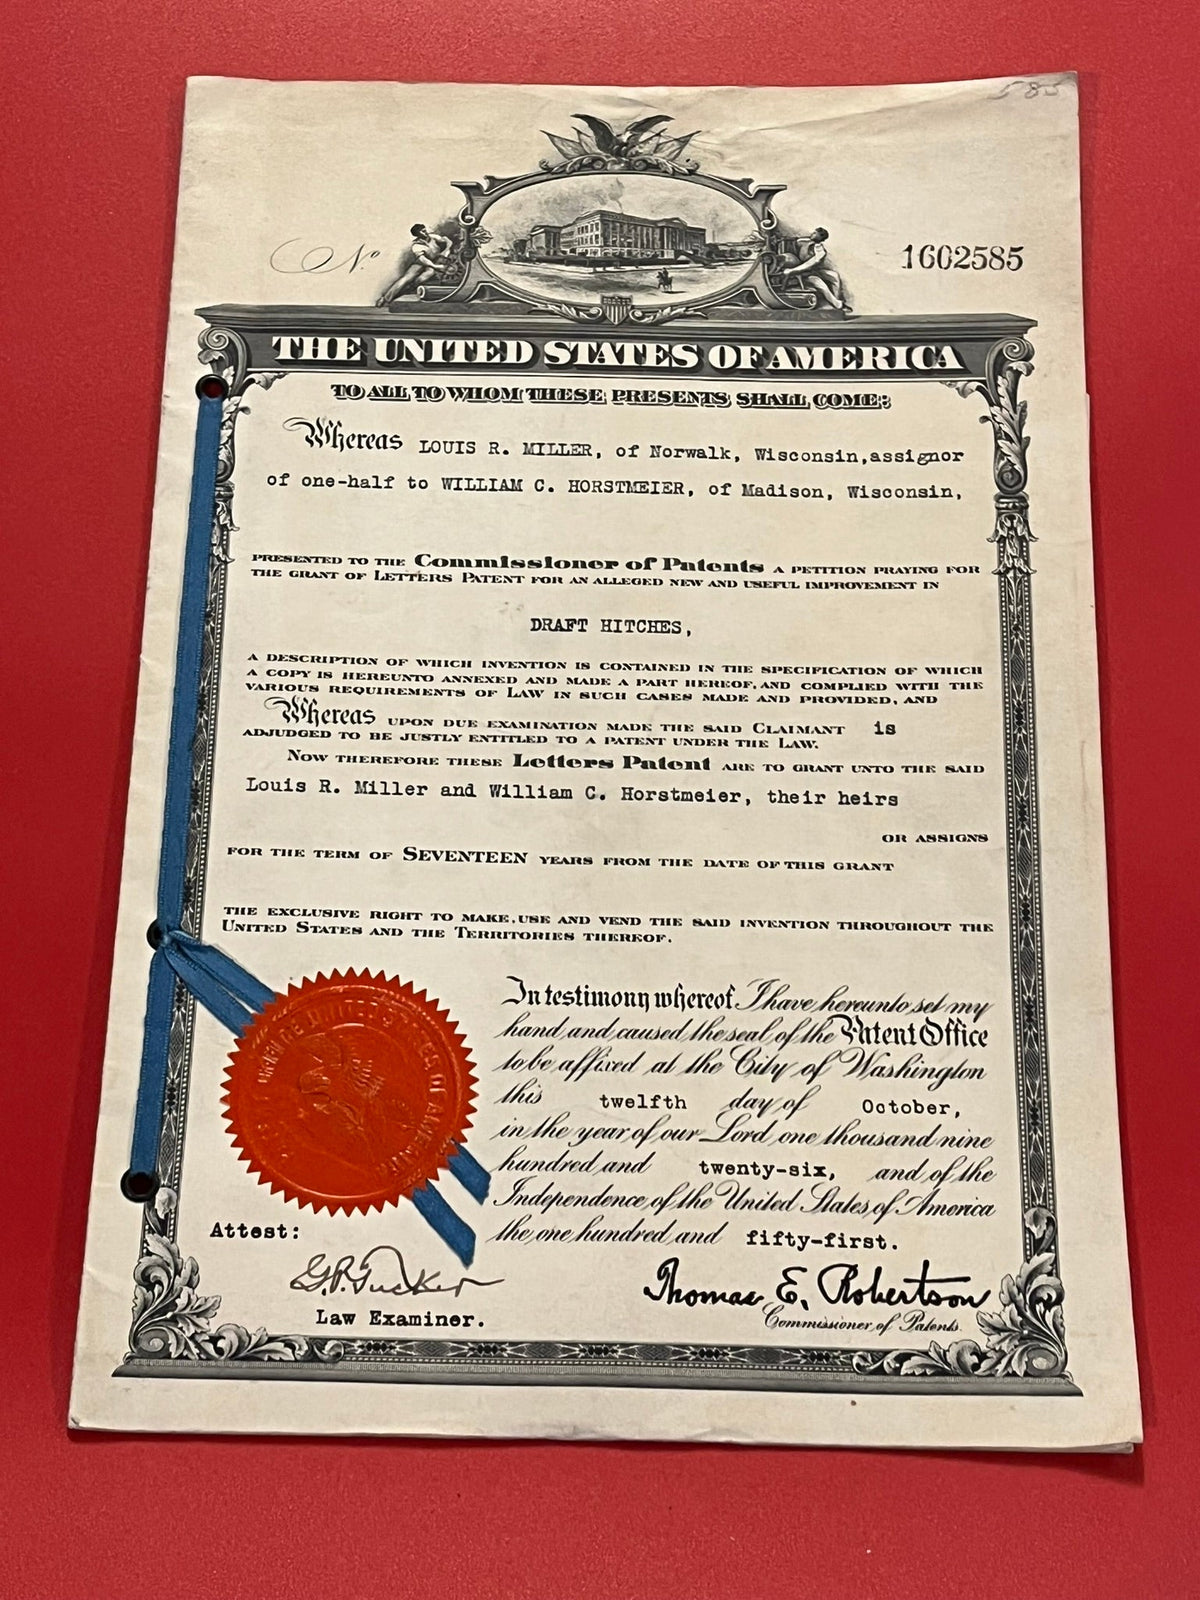 585
No
1602585
THE UNITED STATES OF AMERICA
TO ALL TO WHOM THESE PRESENTS SHALL COME:
Whereas LOUIS R. MILLER, of Norwalk, Wisconsin,assignor
of one-half to WILLIAM C. HORSTMEIER, of Madison, Wisconsin,
PRESENTED TO THE Commissioner of Patents A PETITION PRAYING FOR
THE GRANT OF LETTERS PATENT FOR AN ALLEGED NEW AND USEFUL IMPROVEMENT IN
DRAFT HITCHES,
A DESCRIPTION OF WHICH INVENTION IS CONTAINED IN THE SPECIFICATION OF WHICH
A COPY IS HEREUNTO ANNEXED AND MADE A PART HEREOF, AND COMPLIED WITH THE
VARIOUS REQUIREMENTS OF LAW IN SUCH CASES MADE AND PROVIDED, AND
Whereas UPON DUE EXAMINATION MADE THE SAID CLAIMANT is
ADJUDGED TO BE JUSTLY ENTITLED TO A PATENT UNDER THE LAW.
NOW THEREFORE THESE Letters Patent ARE TO GRANT UNTO THE SAID
Louis R. Miller and William C. Horstmeier, their heirs
OR ASSIGNS
FOR THE TERM OF SEVENTEEN YEARS FROM THE DATE OF THIS GRANT
THE EXCLUSIVE RIGHT TO MAKE, USE AND VEND THE SAID INVENTION THROUGHOUT THE
UNITED STATES AND THE TERRITORIES THEREOF.
In testimony whereof I have hereunto set my
hand and caused the seal of the Patent Office
to be affixed at the City of Washington
this twelfth day of October,
in the year of our Lord one thousand nine
hundred and twenty-six, and of the
Independence of the United States of America
the one hundred and fifty-first.
UNITED STATES OF AMERICA
Attest:
G.P. Tucker
Law Examiner.
Thomas E. Robertson
Commissioner of Patents.